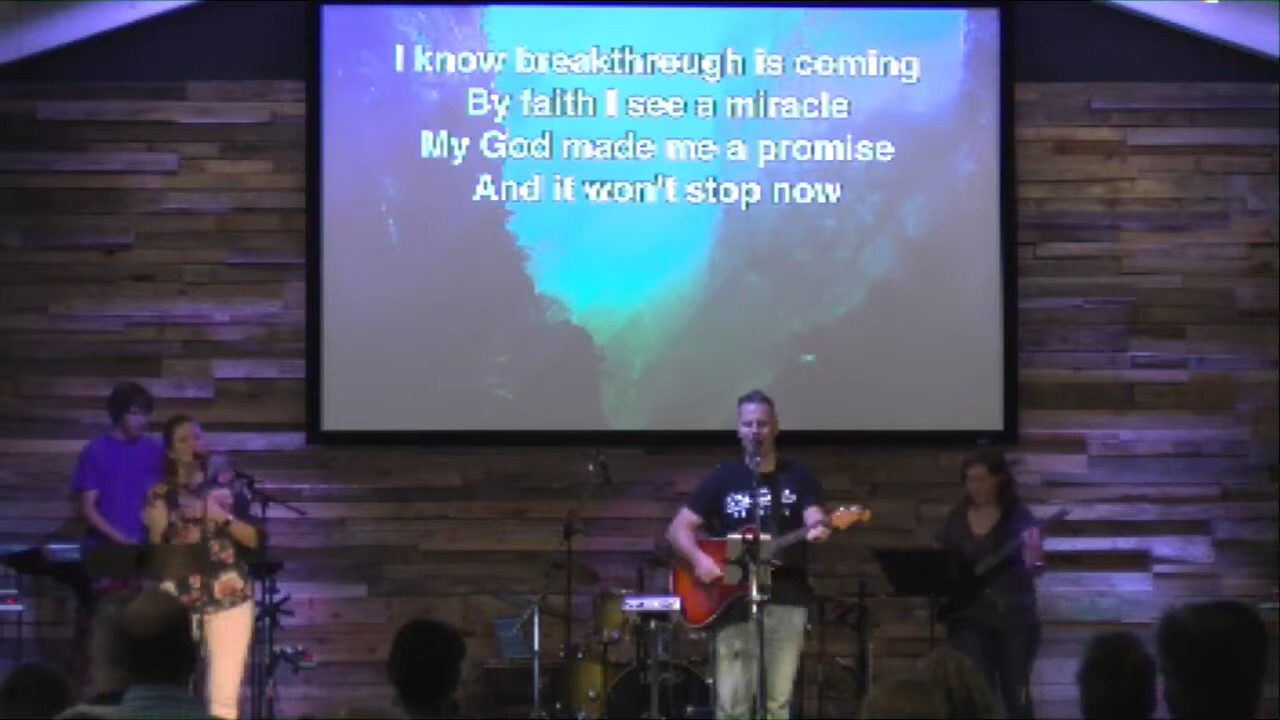 I know breakthrough is coming
By faith I see a miracle
My God made me a promise
And it won't stop now